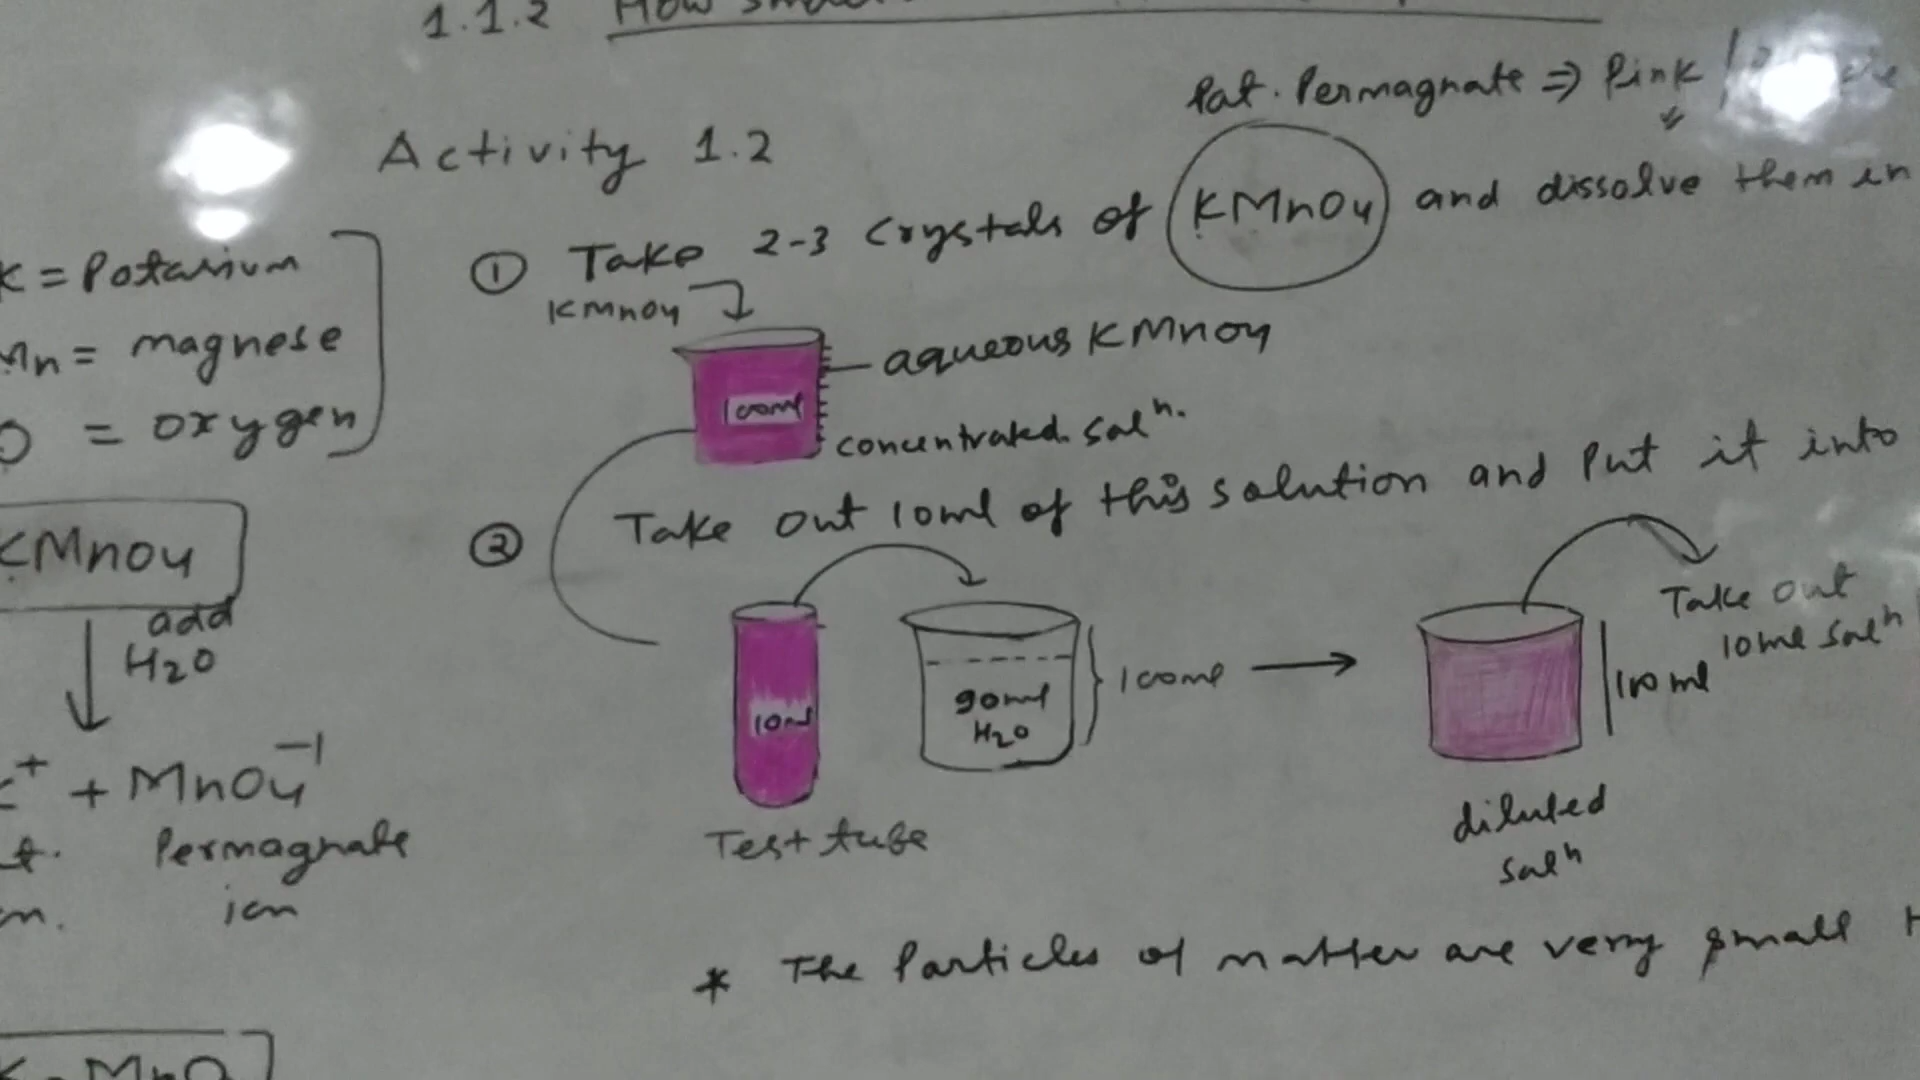 1.1.2 How
Pat. Permagnate ⇒ Pink /
Activity 1.2
① Take 2-3 Crystals of KMnO4 and dissolve them in
K = Potassium
Mn = magnese
O = oxygen
KMnO4
aqueous KMnO4
100ml
concentrated solⁿ.
② Take out 10ml of this solution and Put it into
KMnO4
add
H2O
Take out
10ml solⁿ
10ml
90ml
H2O
100ml
100 ml
K⁺ + MnO4⁻¹
Permagnate
ion
Test tube
diluted
solⁿ
* The Particles of matter are very small